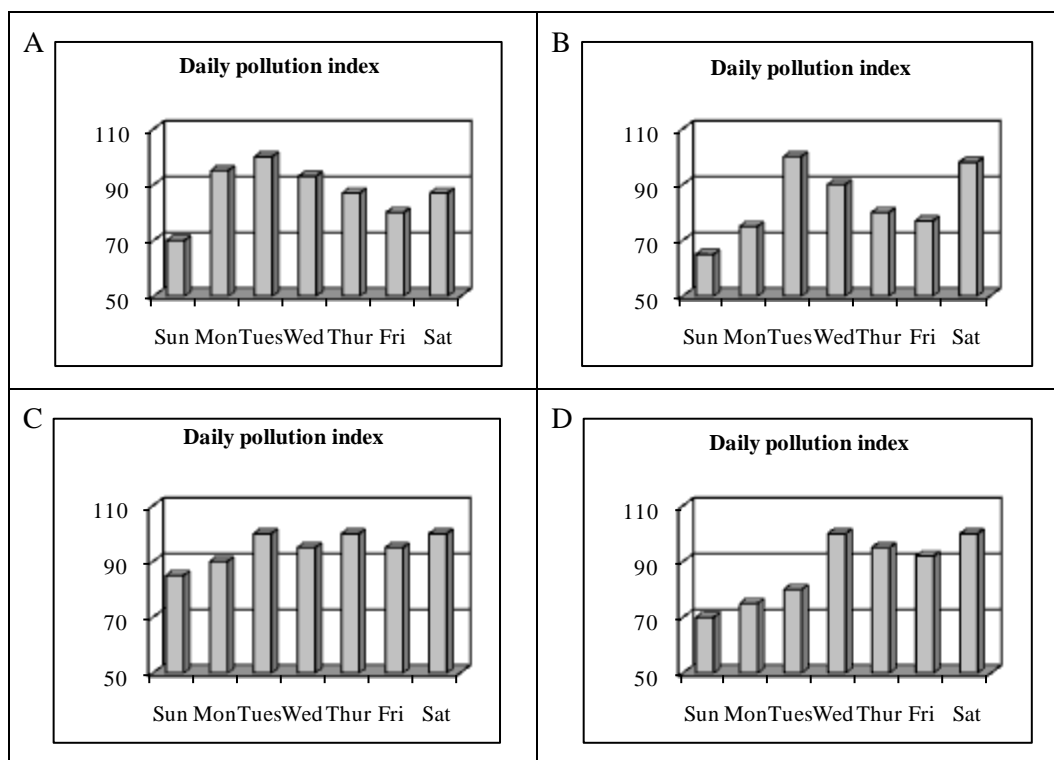 A
Daily pollution index
110
90
70
50
Sun Mon Tues Wed Thur Fri Sat
B
Daily pollution index
110
90
70
50
Sun Mon Tues Wed Thur Fri Sat
C
Daily pollution index
110
90
70
50
Sun Mon Tues Wed Thur Fri Sat
D
Daily pollution index
110
90
70
50
Sun Mon Tues Wed Thur Fri Sat